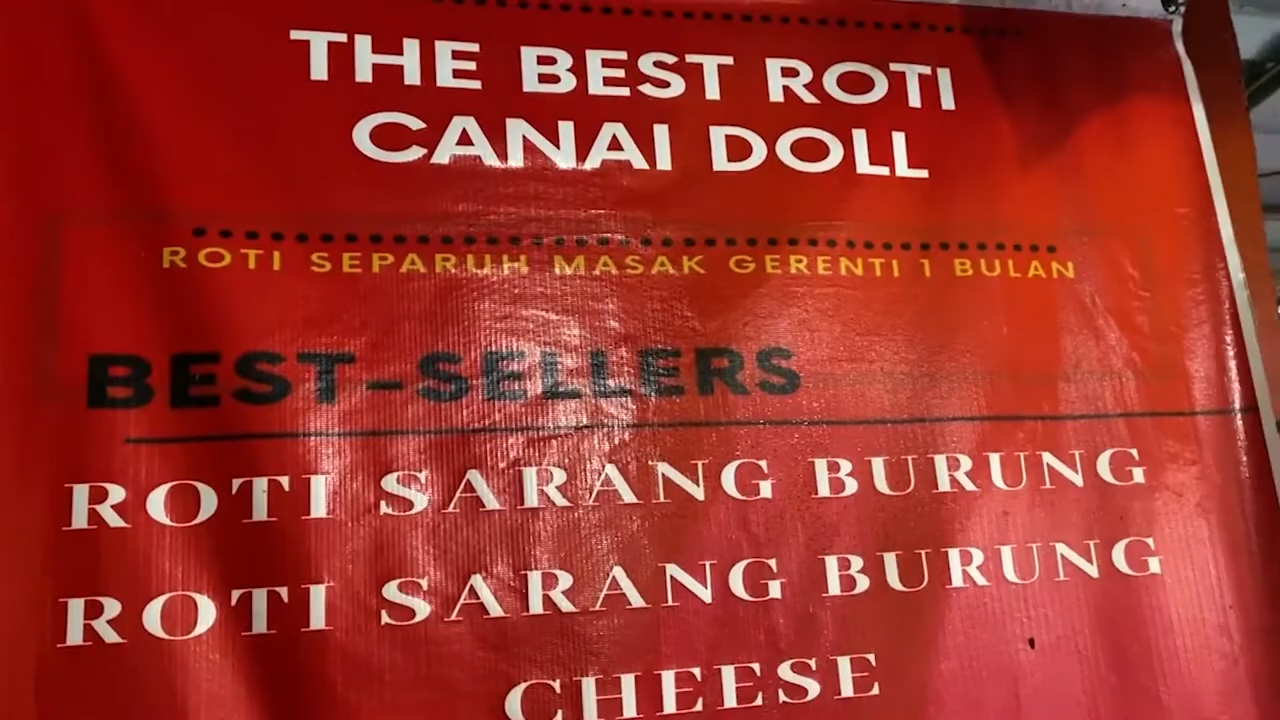 THE BEST ROTI
CANAI DOLL
ROTI SEPARUH MASAK GERENTI 1 BULAN
BEST-SELLERS
ROTI SARANG BURUNG
ROTI SARANG BURUNG
CHEESE